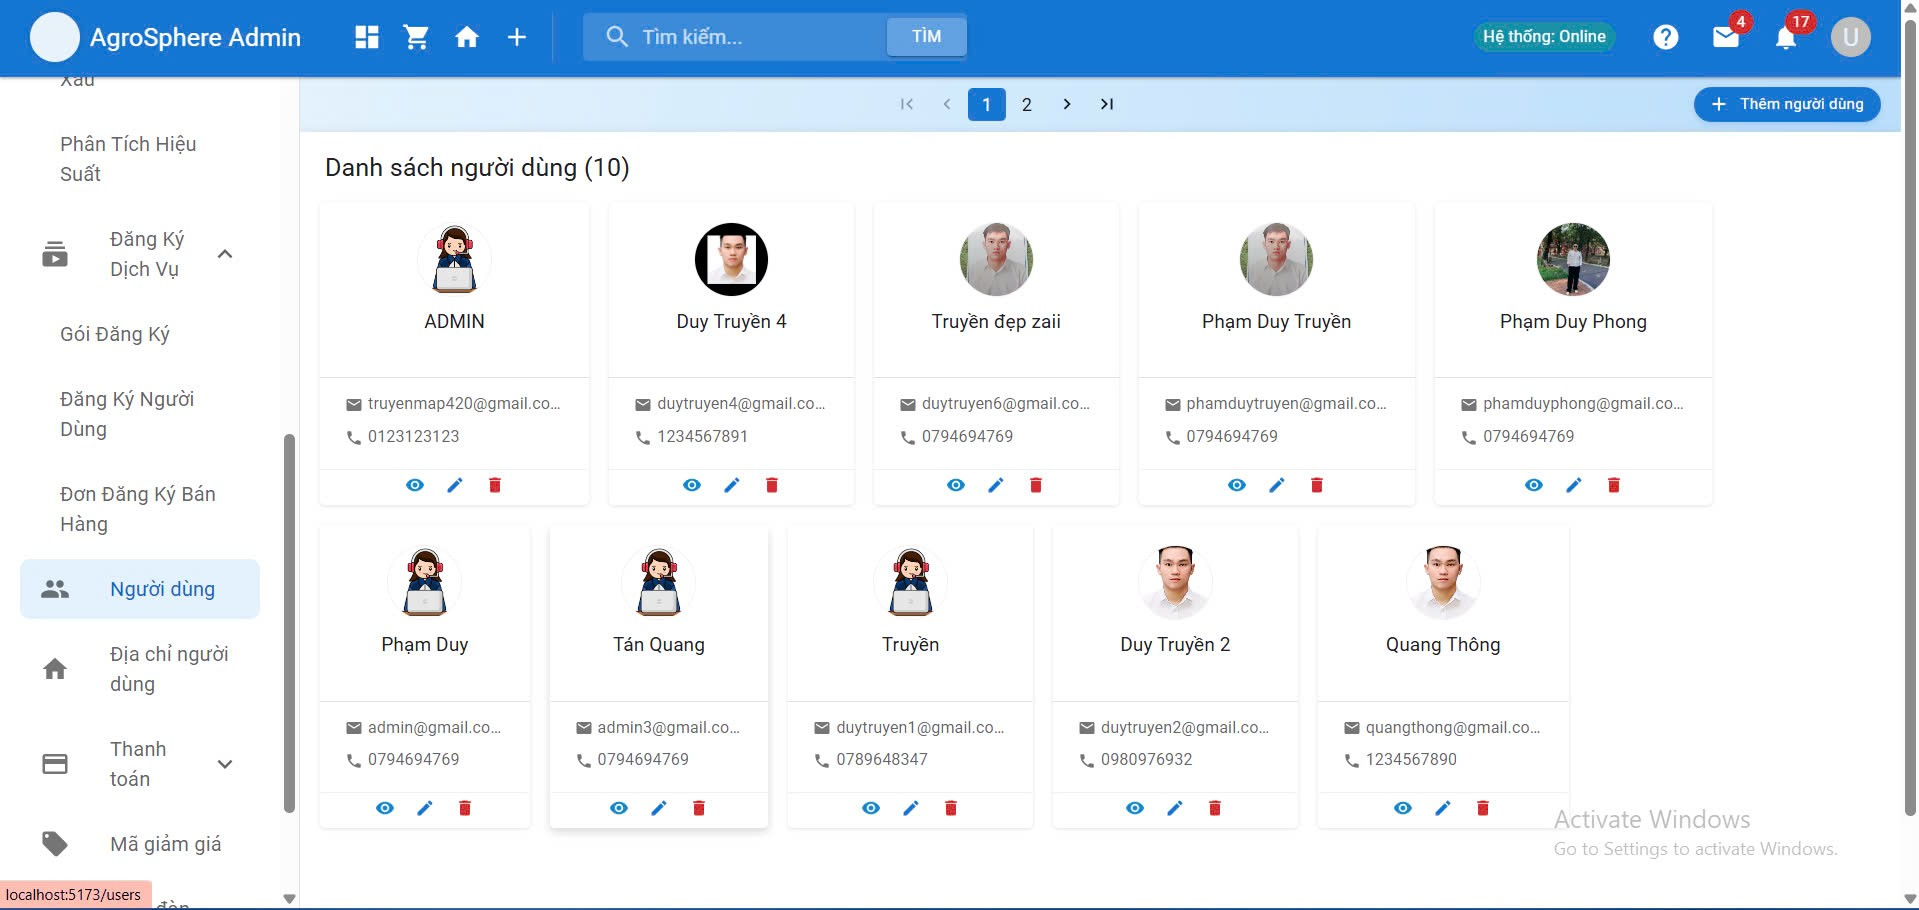 AgroSphere Admin
Tìm kiếm...
TÌM
Hệ thống: Online
4
17
U
Xấu
Phân Tích Hiệu
Suất
Đăng Ký
Dịch Vụ
Gói Đăng Ký
Đăng Ký Người
Dùng
Đơn Đăng Ký Bán
Hàng
Người dùng
Địa chỉ người
dùng
Thanh
toán
Mã giảm giá
localhost:5173/users
1
2
Thêm người dùng
Danh sách người dùng (10)
ADMIN
truyenmap420@gmail.co...
0123123123
Duy Truyền 4
duytruyen4@gmail.co...
1234567891
Truyền đẹp zaii
duytruyen6@gmail.co...
0794694769
Phạm Duy Truyền
phamduytruyen@gmail.co...
0794694769
Phạm Duy Phong
phamduyphong@gmail.co...
0794694769
Phạm Duy
admin@gmail.co...
0794694769
Tán Quang
admin3@gmail.co...
0794694769
Truyền
duytruyen1@gmail.co...
0789648347
Duy Truyền 2
duytruyen2@gmail.co...
0980976932
Quang Thông
quangthong@gmail.co...
1234567890
Activate Windows
Go to Settings to activate Windows.